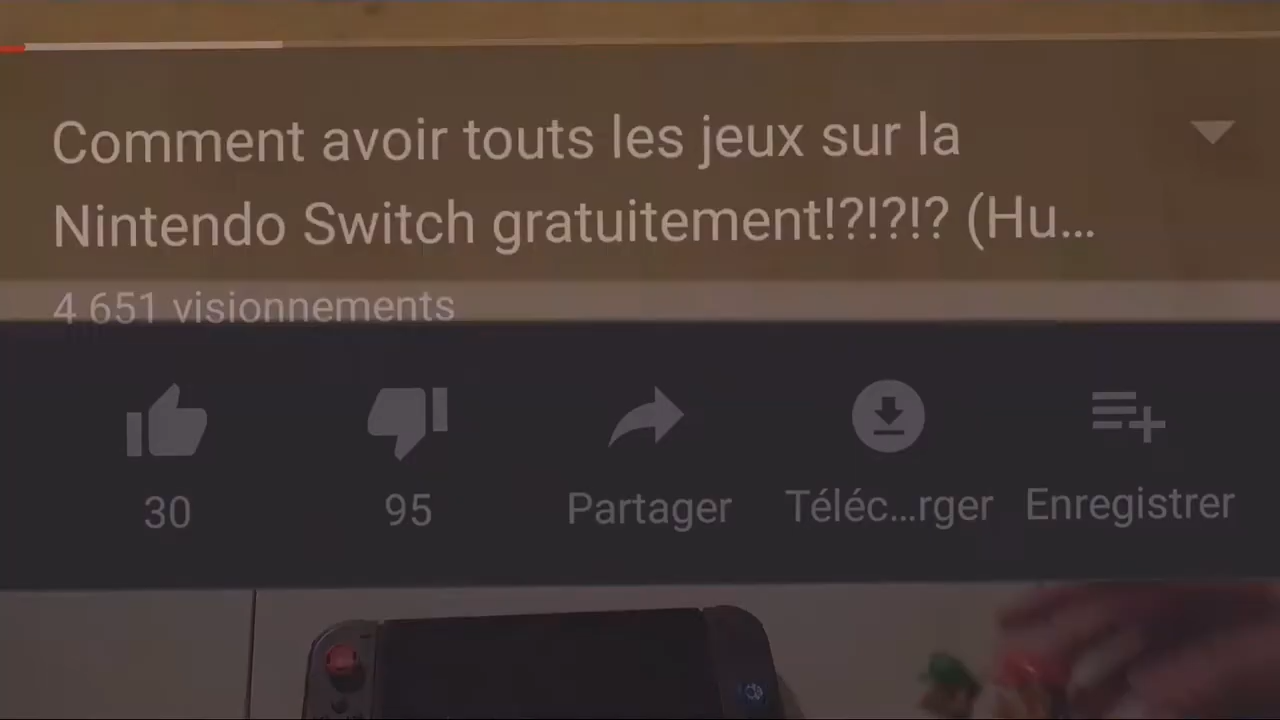 Comment avoir touts les jeux sur la
Nintendo Switch gratuitement!?!?!? (Hu…
4 651 visionnements
30 95 Partager Téléc…rger Enregistrer